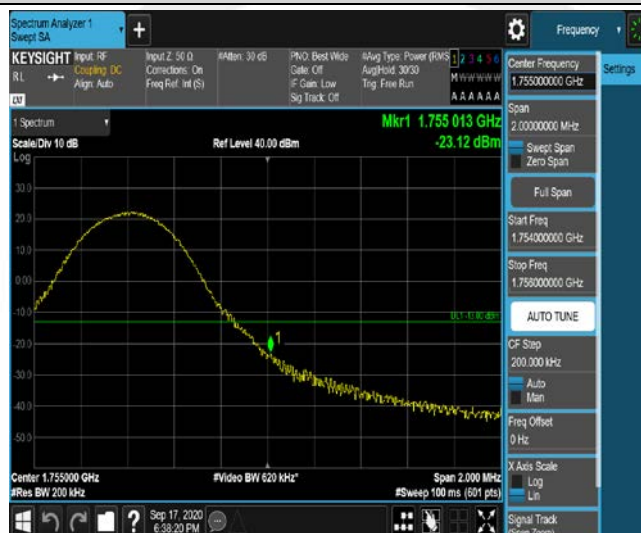 Spectrum Analyzer 1
Swept SA
Frequency
KEYSIGHT
Input: RF
Coupling: DC
Align: Auto
RL
Input Z: 50 Ω
Corrections: On
Freq Ref: Int (S)
#Atten: 30 dB
PNO: Best Wide
Gate: Off
IF Gain: Low
Sig Track: Off
#Avg Type: Power (RMS
Avg|Hold: 30/30
Trig: Free Run
1 2 3 4 5 6
M W W W W W
A A A A A A
1 Spectrum
Scale/Div 10 dB
Ref Level 40.00 dBm
Mkr1 1.755 013 GHz
-23.12 dBm
Log
30.0
20.0
10.0
0.00
-10.0
DL1 -13.00 dBm
-20.0
1
-30.0
-40.0
-50.0
Center 1.755000 GHz
#Video BW 620 kHz*
Span 2.000 MHz
#Res BW 200 kHz
#Sweep 100 ms (601 pts)
Sep 17, 2020
6:38:20 PM
Center Frequency
1.755000000 GHz
Settings
Span
2.00000000 MHz
Swept Span
Zero Span
Full Span
Start Freq
1.754000000 GHz
Stop Freq
1.756000000 GHz
AUTO TUNE
CF Step
200.000 kHz
Auto
Man
Freq Offset
0 Hz
X Axis Scale
Log
Lin
Signal Track
(Span Zoom)